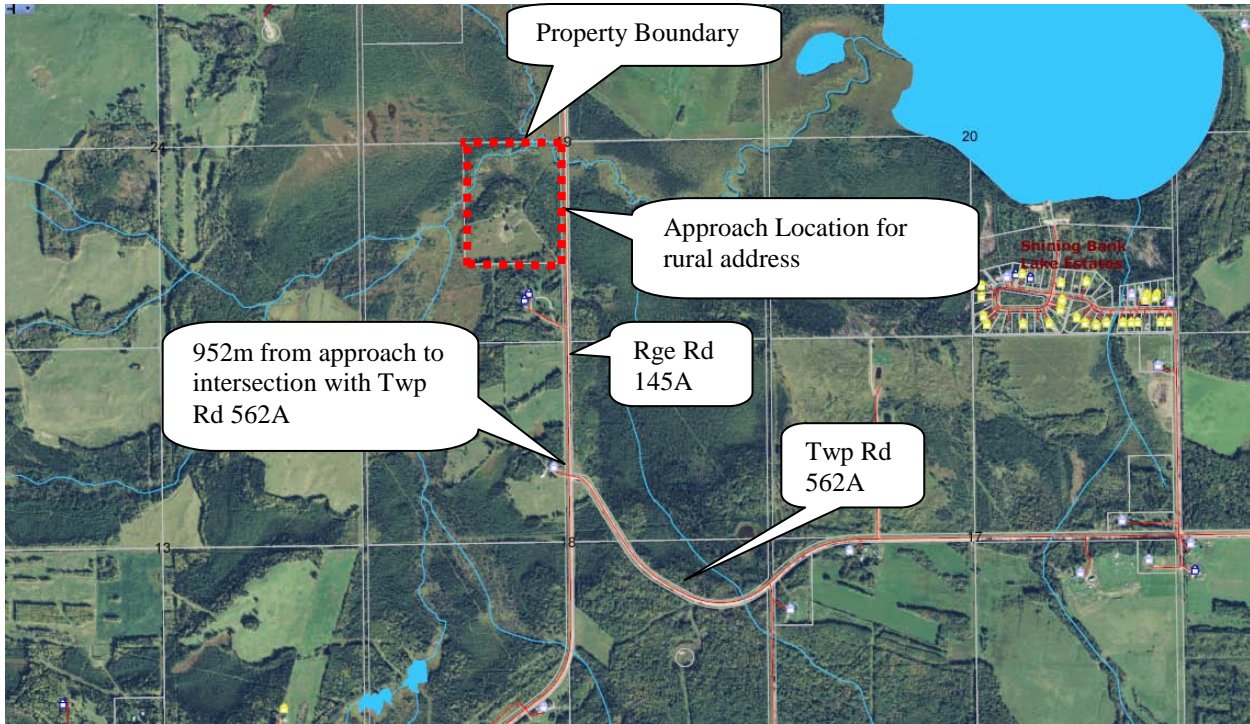 Property Boundary
24
19
20
Approach Location for
rural address
Shining Bank
Lake Estates
952m from approach to
intersection with Twp
Rd 562A
Rge Rd
145A
Twp Rd
562A
13
18
17